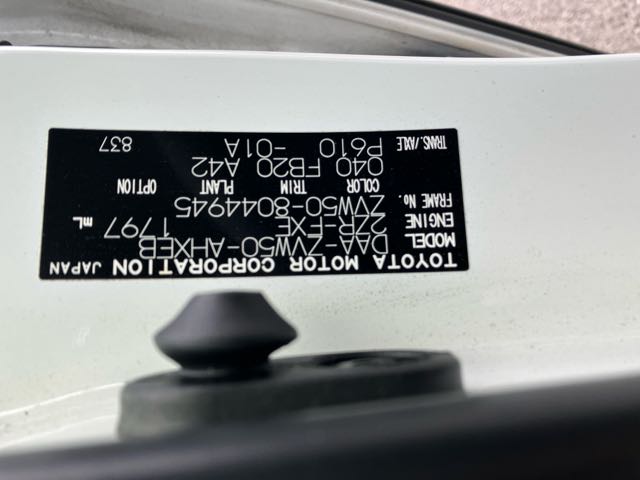 TOYOTA MOTOR CORPORATION JAPAN
MODEL DAA-ZVW50-AHXEB
ENGINE 2ZR-FXE 1797 mL
FRAME NO. ZVW50-8044945
COLOR TRIM PLANT OPTION
040 FB20 A42
TRANS./AXLE P610 -01A
837